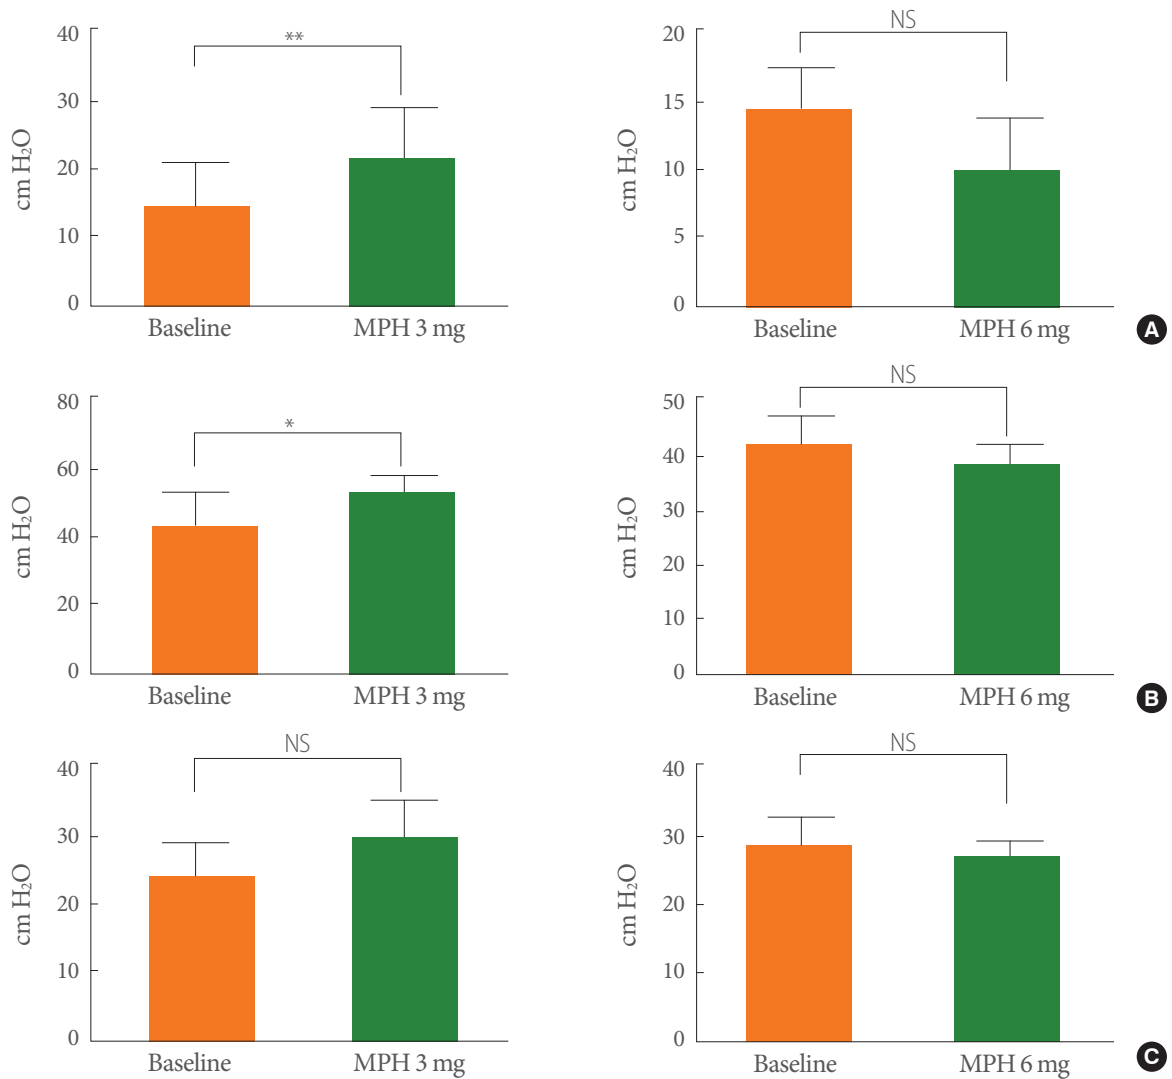 **
40
30
20
10
0
cm H₂O
Baseline
MPH 3 mg
NS
20
15
10
5
0
cm H₂O
Baseline
MPH 6 mg
A
*
80
60
40
20
0
cm H₂O
Baseline
MPH 3 mg
NS
50
40
30
20
10
0
cm H₂O
Baseline
MPH 6 mg
B
NS
40
30
20
10
0
cm H₂O
Baseline
MPH 3 mg
NS
40
30
20
10
0
cm H₂O
Baseline
MPH 6 mg
C